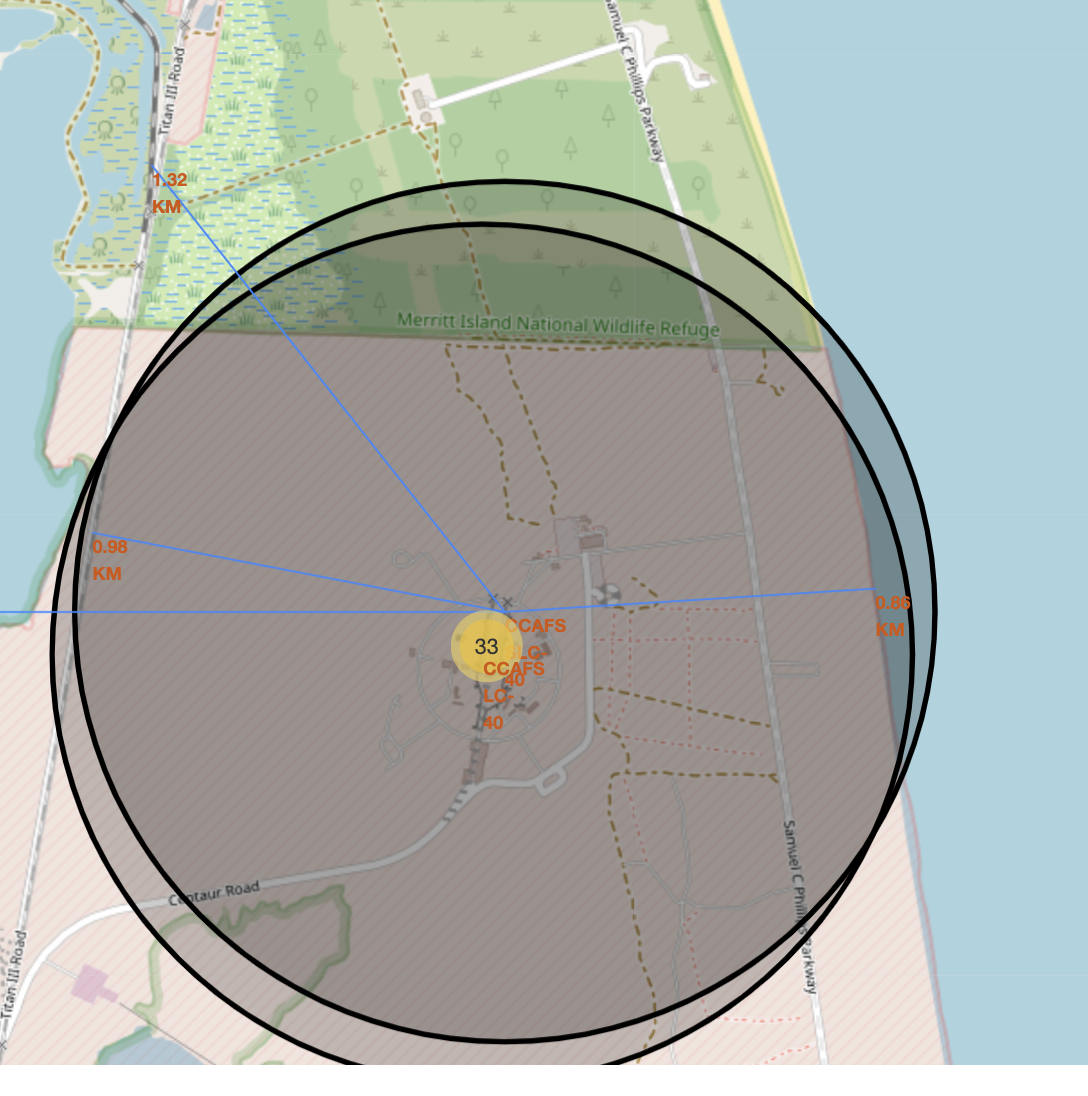 Samuel C Phillips Parkway
Titan III Road
1.32
KM
Merritt Island National Wildlife Refuge
0.98
KM
0.86
KM
CCAFS
33
CCAFS
40
LC-
40
Samuel C Phillips Parkway
Centaur Road
Titan III Road